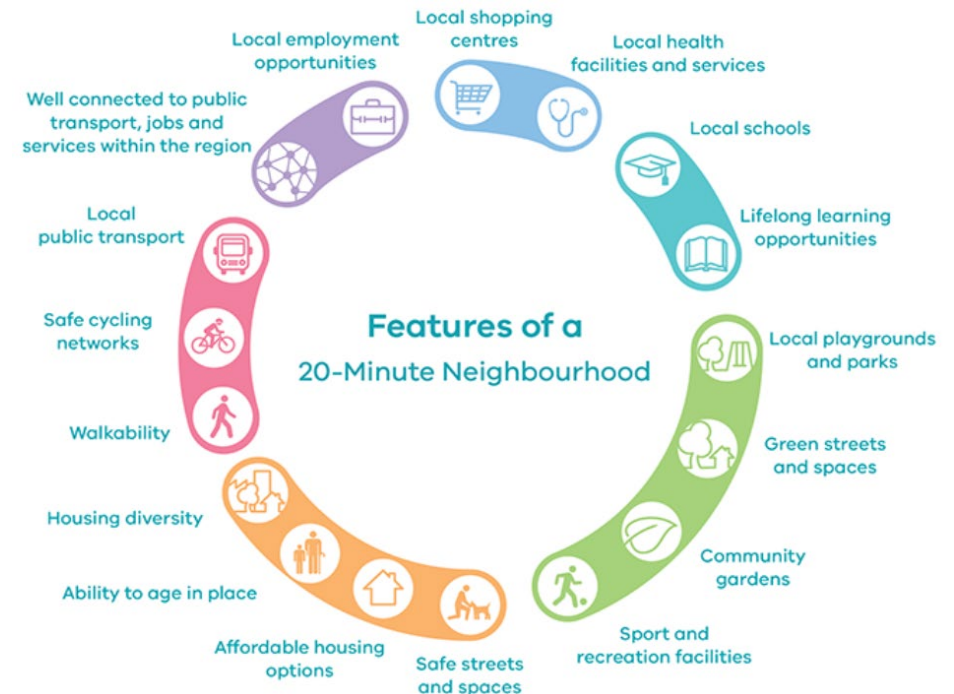 Features of a
20-Minute Neighbourhood
Local shopping
centres
Local health
facilities and services
Local schools
Lifelong learning
opportunities
Local playgrounds
and parks
Green streets
and spaces
Community
gardens
Sport and
recreation facilities
Safe streets
and spaces
Affordable housing
options
Ability to age in place
Housing diversity
Walkability
Safe cycling
networks
Local
public transport
Well connected to public
transport, jobs and
services within the region
Local employment
opportunities